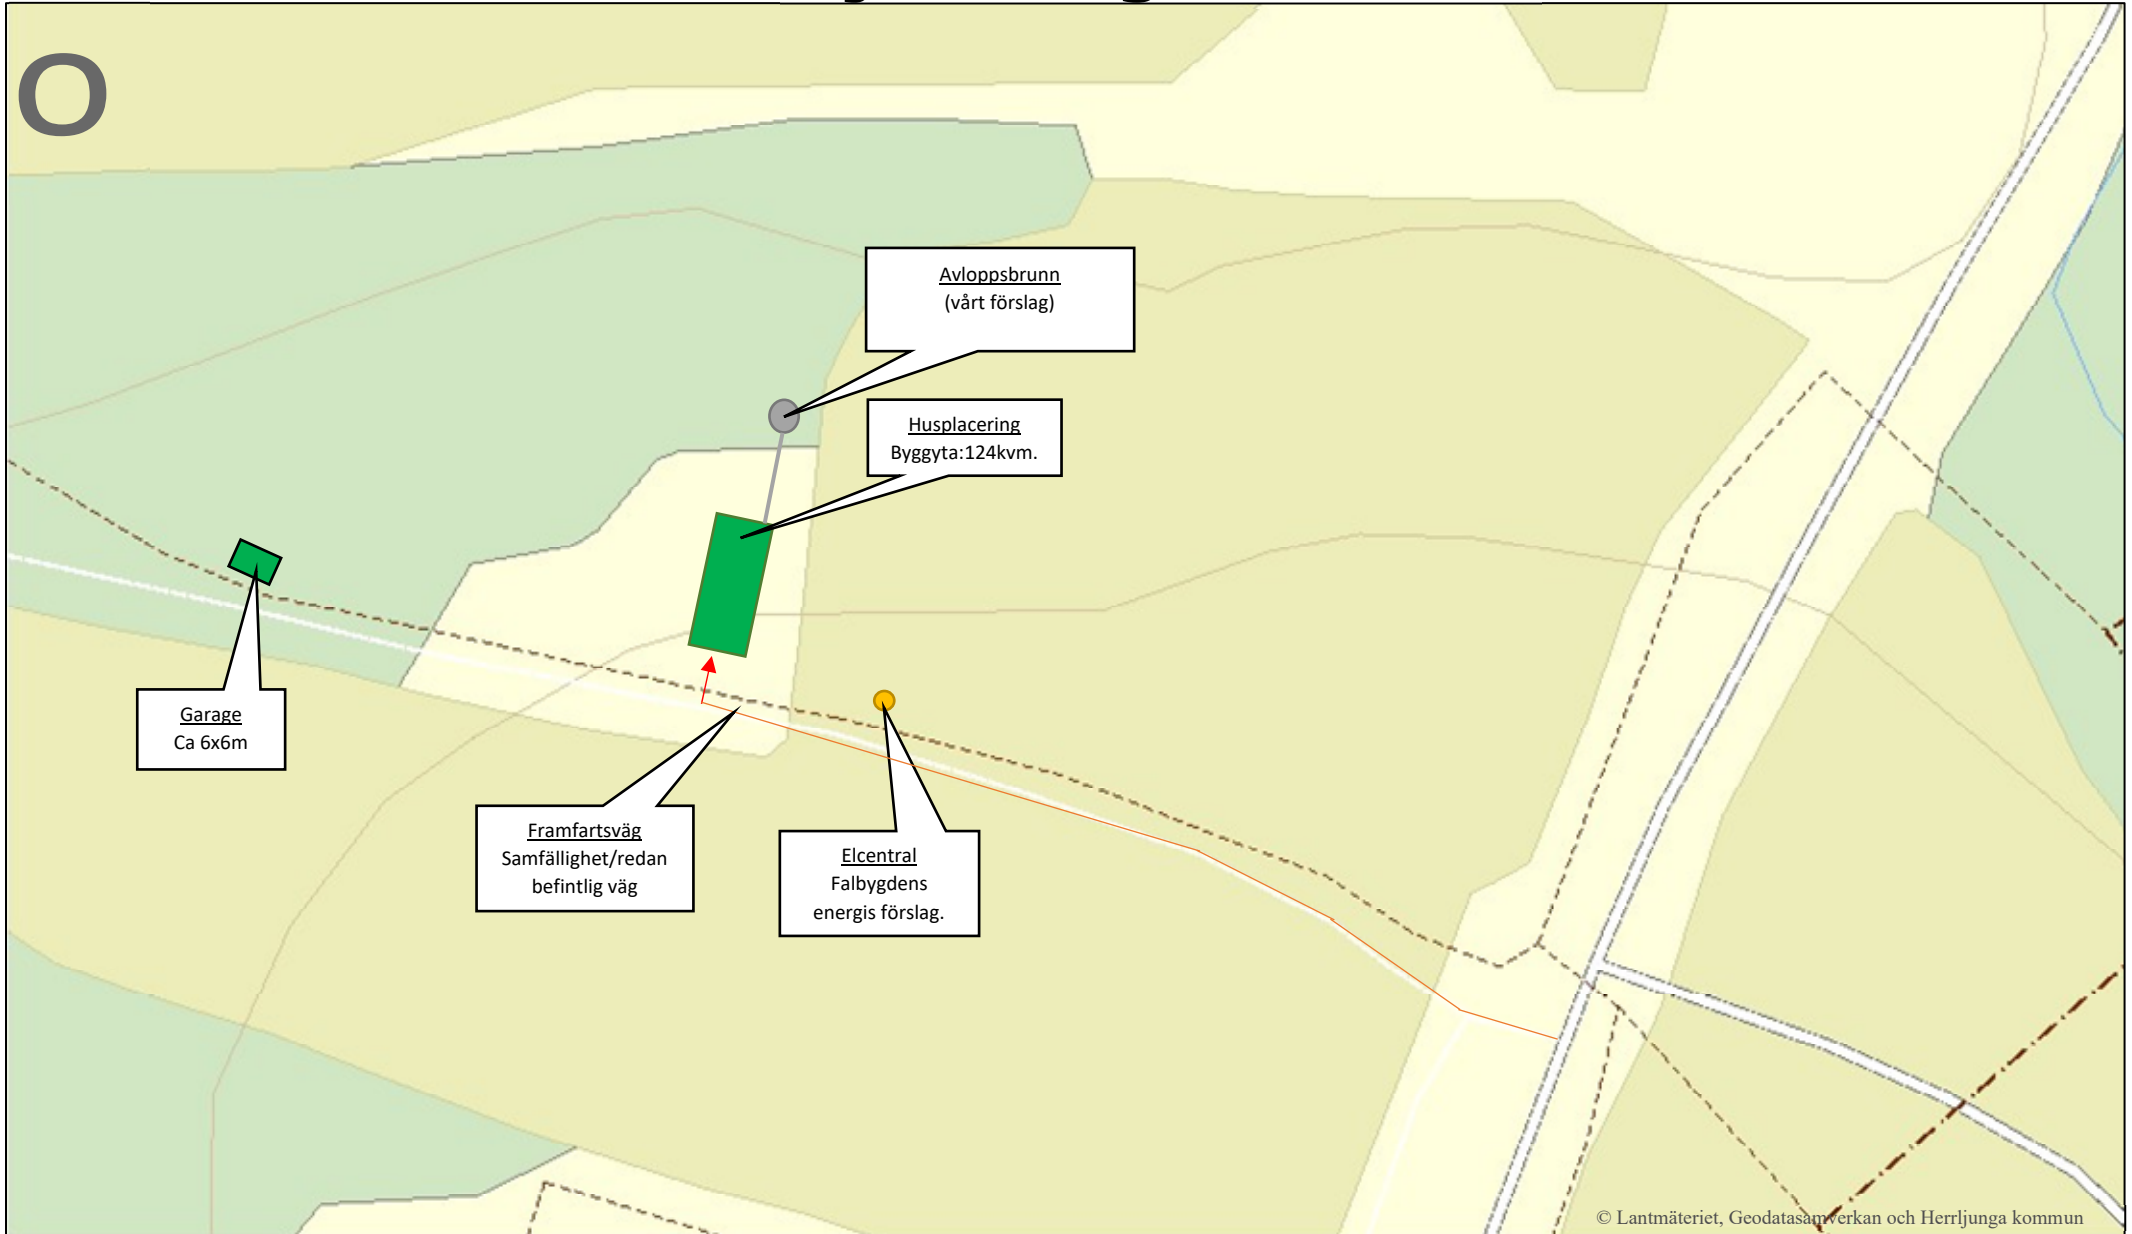 O
Avloppsbrunn
(vårt förslag)
Husplacering
Byggyta:124kvm.
Garage
Ca 6x6m
Framfartsväg
Samfällighet/redan
befintlig väg
Elcentral
Falbygdens
energis förslag.
© Lantmäteriet, Geodatasamverkan och Herrljunga kommun